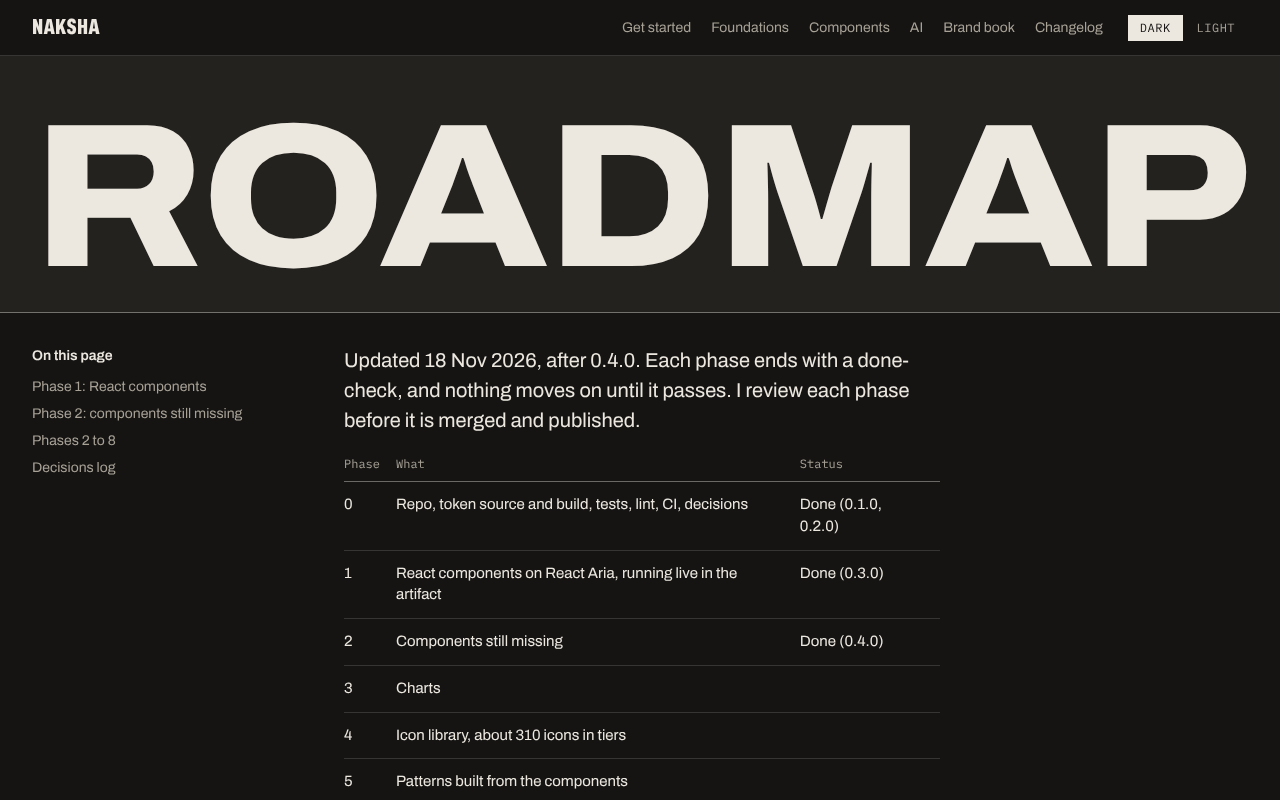 NAKSHA
Get started Foundations Components AI Brand book Changelog DARK LIGHT
ROADMAP
On this page
Phase 1: React components
Phase 2: components still missing
Phases 2 to 8
Decisions log
Updated 18 Nov 2026, after 0.4.0. Each phase ends with a done-
check, and nothing moves on until it passes. I review each phase
before it is merged and published.
Phase What Status
0 Repo, token source and build, tests, lint, CI, decisions Done (0.1.0,
0.2.0)
1 React components on React Aria, running live in the Done (0.3.0)
artifact
2 Components still missing Done (0.4.0)
3 Charts
4 Icon library, about 310 icons in tiers
5 Patterns built from the components